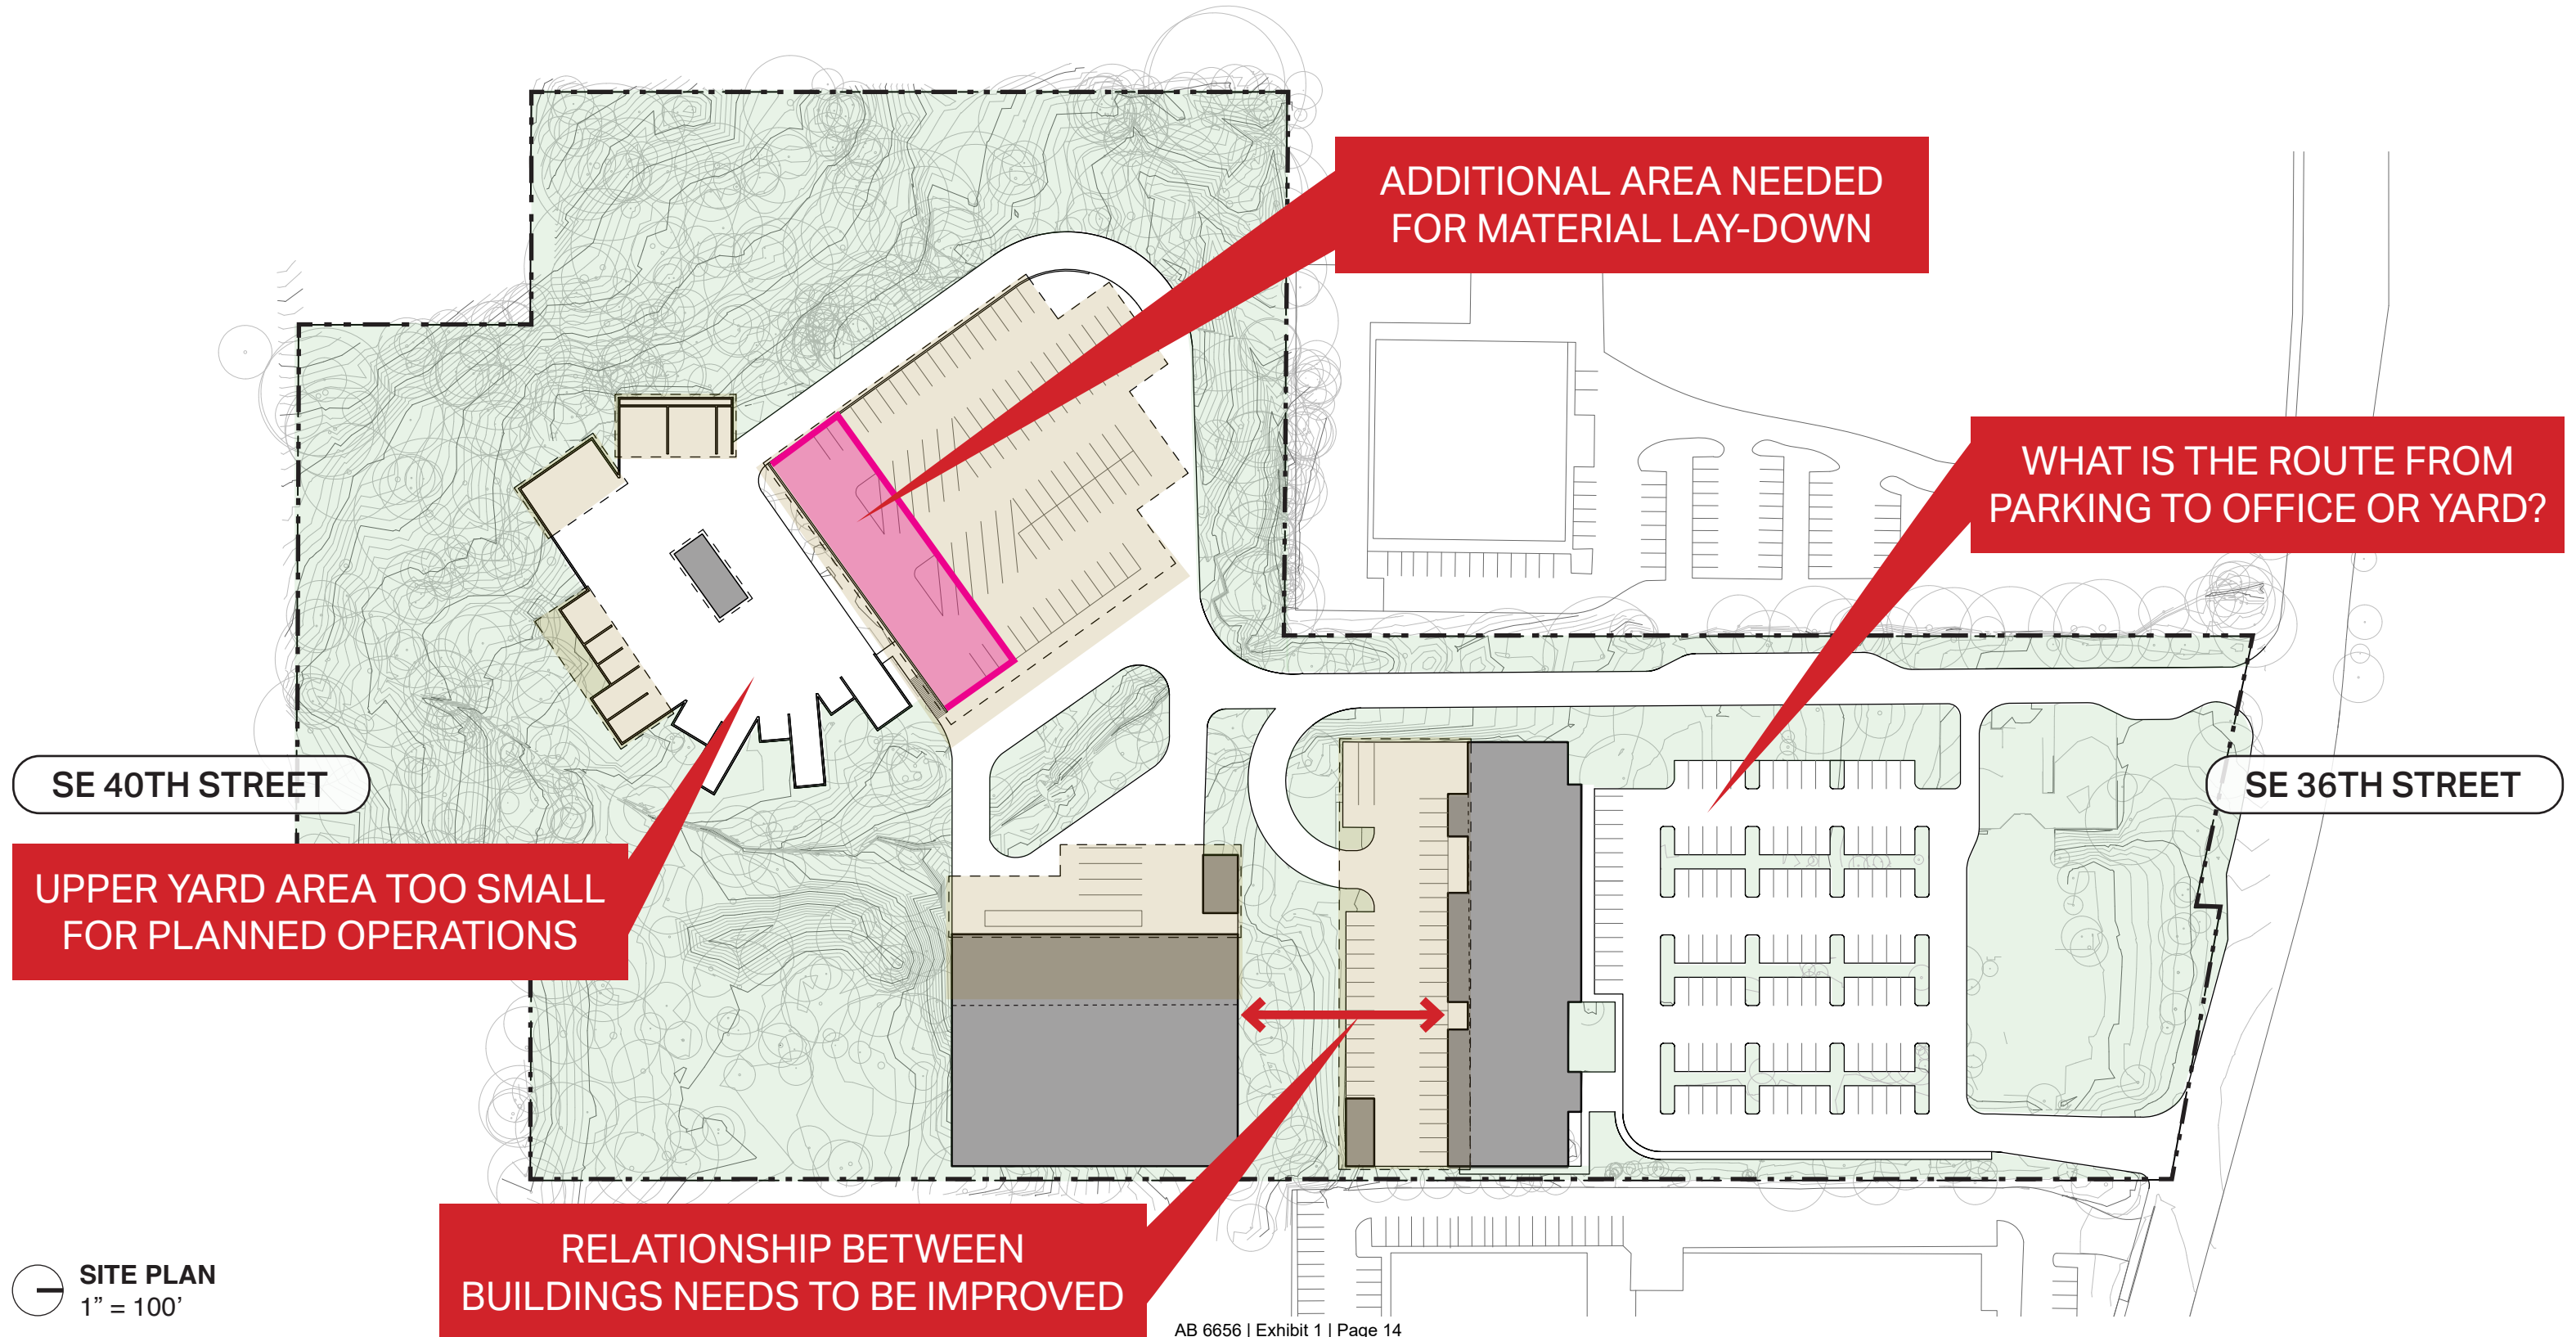 ADDITIONAL AREA NEEDED
FOR MATERIAL LAY-DOWN
WHAT IS THE ROUTE FROM
PARKING TO OFFICE OR YARD?
SE 40TH STREET
SE 36TH STREET
UPPER YARD AREA TOO SMALL
FOR PLANNED OPERATIONS
RELATIONSHIP BETWEEN
BUILDINGS NEEDS TO BE IMPROVED
SITE PLAN
1” = 100’
AB 6656 | Exhibit 1 | Page 14